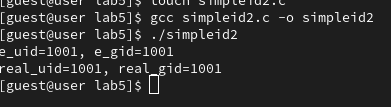 [guest@user lab5]$ touch simpleid2.c
[guest@user lab5]$ gcc simpleid2.c -o simpleid2
[guest@user lab5]$ ./simpleid2
e_uid=1001, e_gid=1001
real_uid=1001, real_gid=1001
[guest@user lab5]$